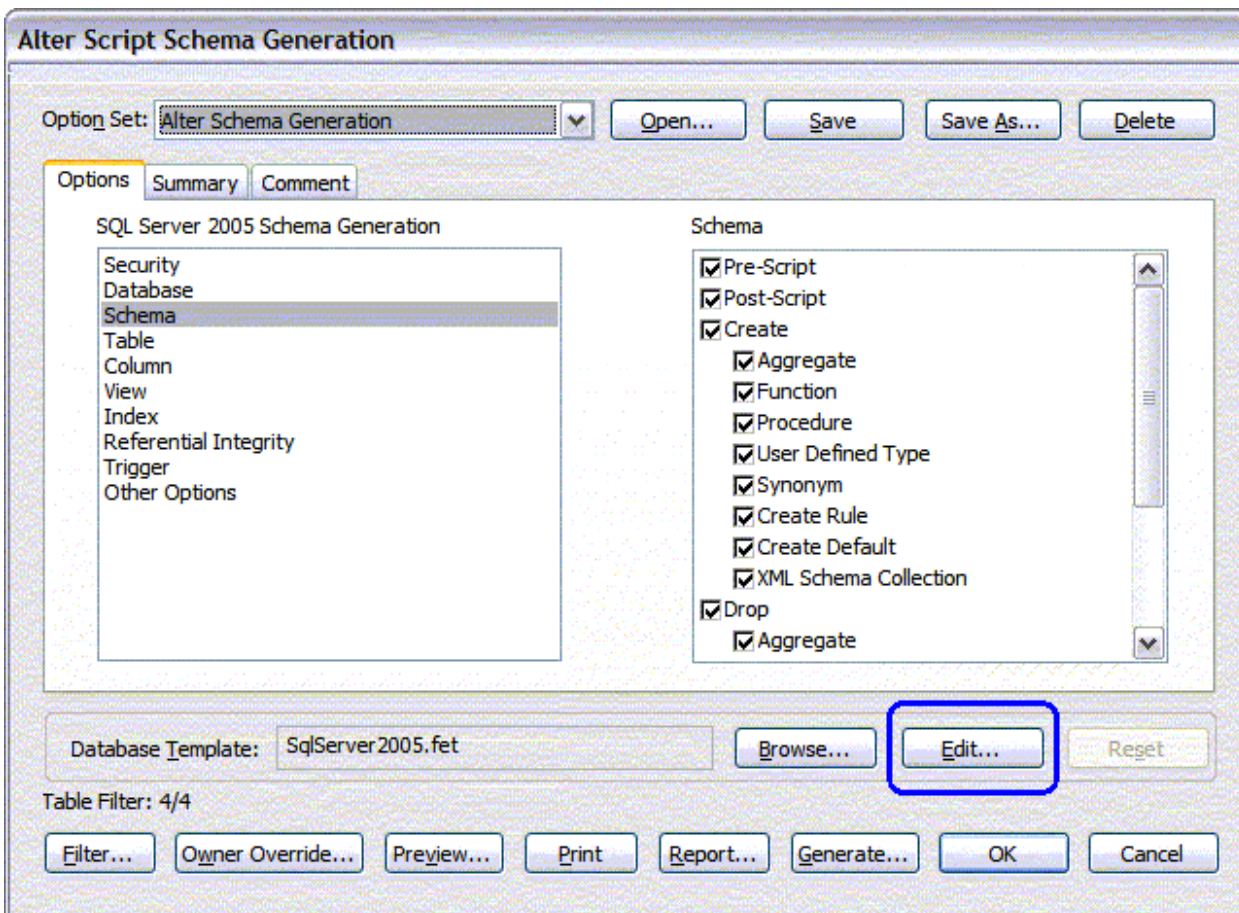 Alter Script Schema Generation
Option Set: Alter Schema Generation Open... Save Save As... Delete
Options Summary Comment
SQL Server 2005 Schema Generation
Security
Database
Schema
Table
Column
View
Index
Referential Integrity
Trigger
Other Options
Schema
Pre-Script
Post-Script
Create
Aggregate
Function
Procedure
User Defined Type
Synonym
Create Rule
Create Default
XML Schema Collection
Drop
Aggregate
Database Template: SqlServer2005.fet Browse... Edit... Reset
Table Filter: 4/4
Filter... Owner Override... Preview... Print Report... Generate... OK Cancel